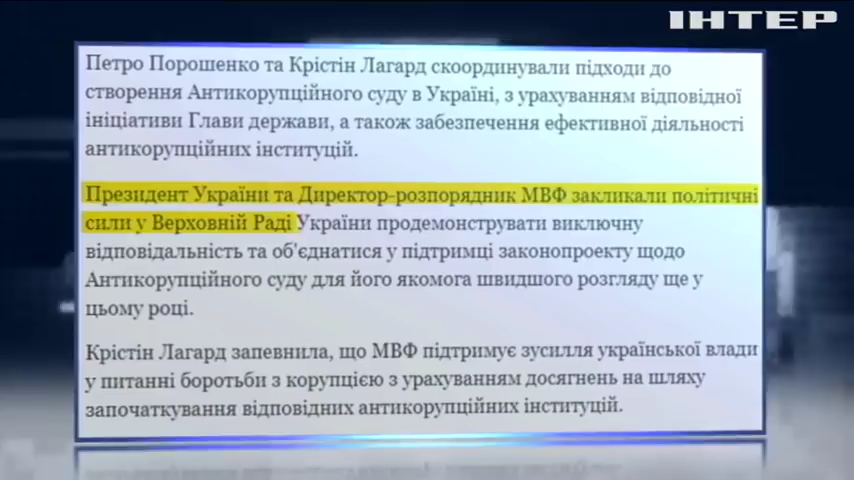 ІНТЕР
Петро Порошенко та Крістін Лагард скоординували підходи до
створення Антикорупційного суду в Україні, з урахуванням відповідної
ініціативи Глави держави, а також забезпечення ефективної діяльності
антикорупційних інституцій.
Президент України та Директор-розпорядник МВФ закликали політичні
сили у Верховній Раді України продемонструвати виключну
відповідальність та об'єднатися у підтримці законопроекту щодо
Антикорупційного суду для його якомога швидшого розгляду ще у
цьому році.
Крістін Лагард запевнила, що МВФ підтримує зусилля української влади
у питанні боротьби з корупцією з урахуванням досягнень на шляху
започаткування відповідних антикорупційних інституцій.